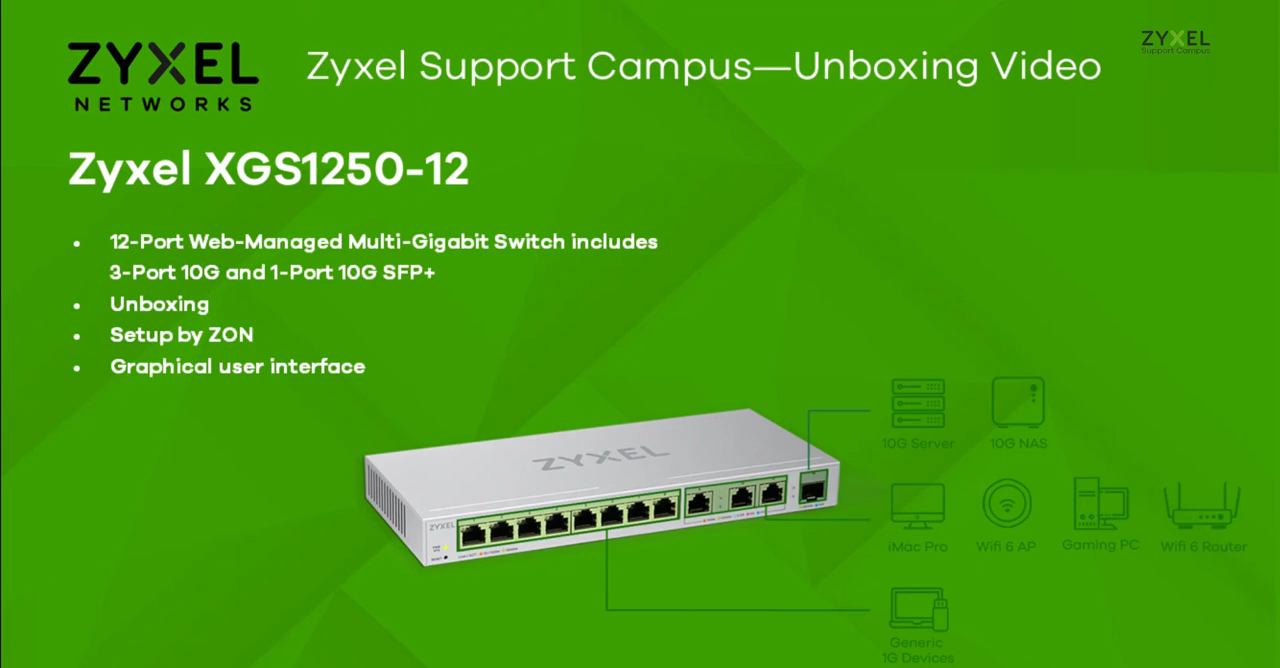 ZYXEL
NETWORKS
Zyxel Support Campus—Unboxing Video
ZYXEL
Support Campus
Zyxel XGS1250-12
• 12-Port Web-Managed Multi-Gigabit Switch includes
3-Port 10G and 1-Port 10G SFP+
• Unboxing
• Setup by ZON
• Graphical user interface
10G Server
10G NAS
ZYXEL
ZYXEL
iMac Pro
Wifi 6 AP
Gaming PC
Wifi 6 Router
Generic
1G Devices